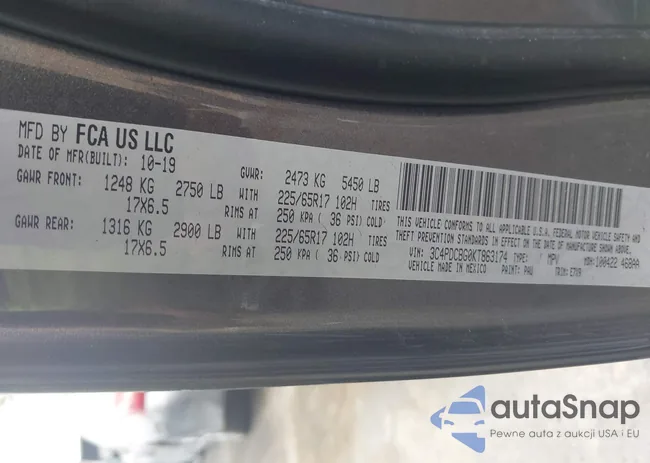 MFD BY FCA US LLC
DATE OF MFR(BUILT): 10-19
GVWR: 2473 KG 5450 LB
GAWR FRONT: 1248 KG 2750 LB WITH 225/65R17 102H TIRES
17X6.5 RIMS AT 250 KPA ( 36 PSI) COLD
GAWR REAR: 1316 KG 2900 LB WITH 225/65R17 102H TIRES
17X6.5 RIMS AT 250 KPA ( 36 PSI) COLD
THIS VEHICLE CONFORMS TO ALL APPLICABLE U.S.A. FEDERAL MOTOR VEHICLE SAFETY AND
THEFT PREVENTION STANDARDS IN EFFECT ON THE DATE OF MANUFACTURE SHOWN ABOVE.
VIN: 3C4PDCBG0KT863174 TYPE: MPV MDH: 100422 468AA
VEHICLE MADE IN MEXICO PAINT: PAU TRIM:
autaSnap
Pewne auta z aukcji USA i EU